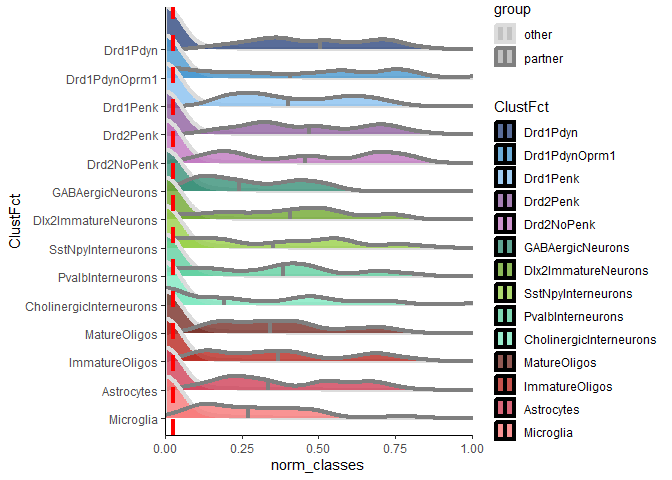 group
other
partner
ClustFct
Drd1Pdyn
Drd1PdynOprm1
Drd1Penk
Drd2Penk
Drd2NoPenk
GABAergicNeurons
Dlx2ImmatureNeurons
SstNpyInterneurons
PvalbInterneurons
CholinergicInterneurons
MatureOligos
ImmatureOligos
Astrocytes
Microglia
ClustFct
Drd1Pdyn
Drd1PdynOprm1
Drd1Penk
Drd2Penk
Drd2NoPenk
GABAergicNeurons
Dlx2ImmatureNeurons
SstNpyInterneurons
PvalbInterneurons
CholinergicInterneurons
MatureOligos
ImmatureOligos
Astrocytes
Microglia
0.00 0.25 0.50 0.75 1.00
norm_classes